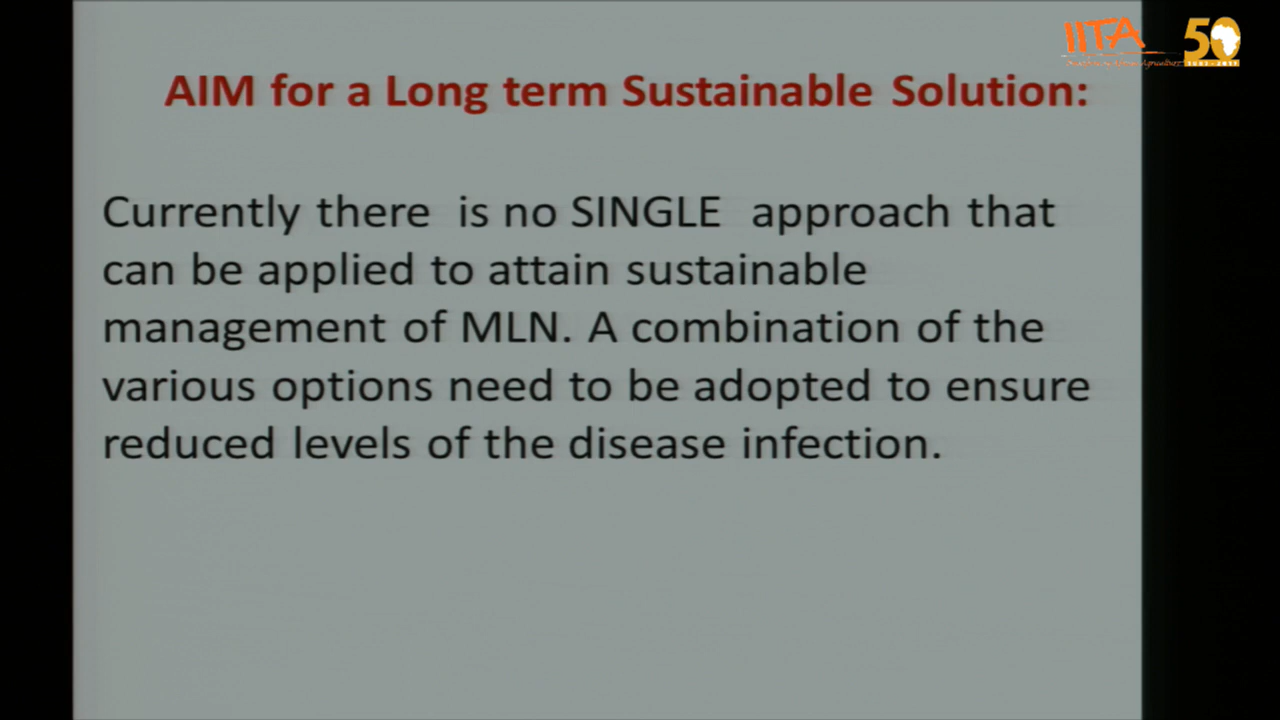 IITA
50
AIM for a Long term Sustainable Solution:
Currently there is no SINGLE approach that
can be applied to attain sustainable
management of MLN. A combination of the
various options need to be adopted to ensure
reduced levels of the disease infection.